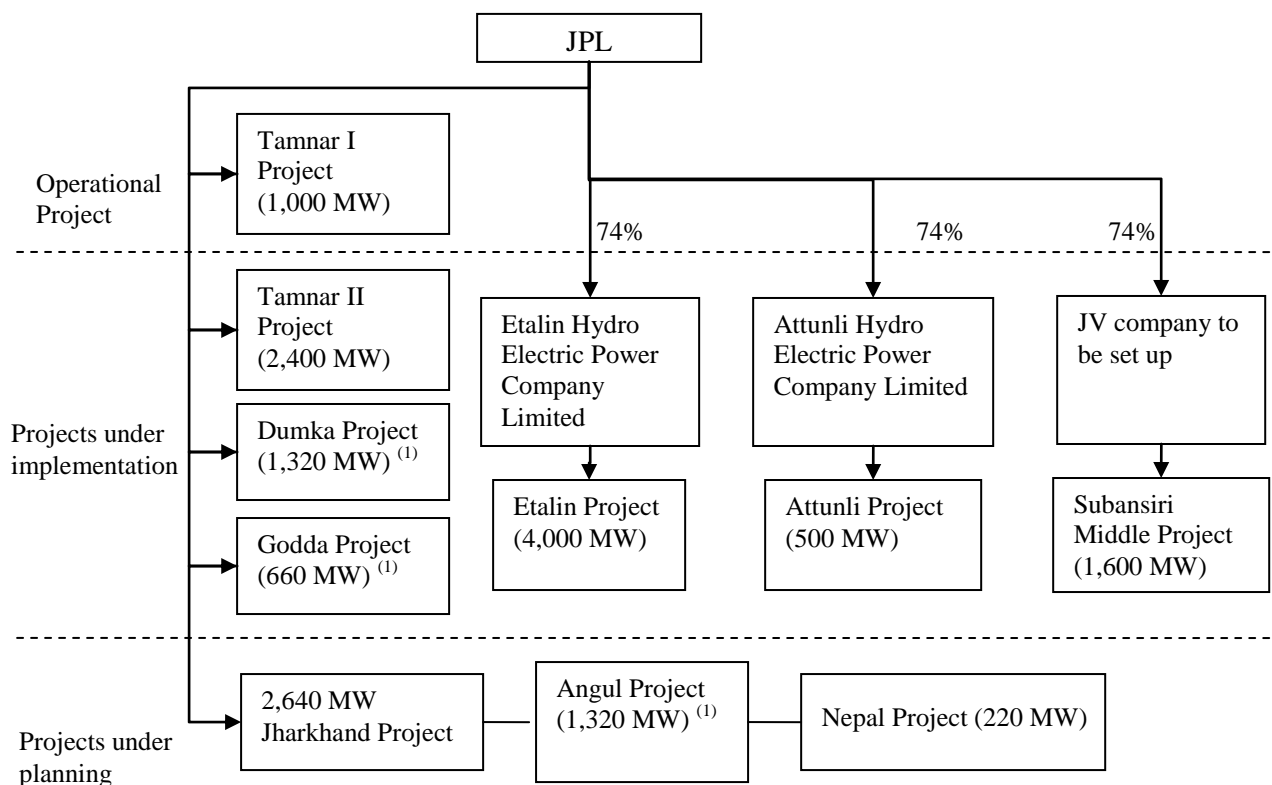 JPL
Operational
Project
Tamnar I
Project
(1,000 MW)
74%
74%
74%
Projects under
implementation
Tamnar II
Project
(2,400 MW)
Dumka Project
(1,320 MW) (1)
Godda Project
(660 MW) (1)
Etalin Hydro
Electric Power
Company
Limited
Etalin Project
(4,000 MW)
Attunli Hydro
Electric Power
Company Limited
Attunli Project
(500 MW)
JV company to
be set up
Subansiri
Middle Project
(1,600 MW)
Projects under
planning
2,640 MW
Jharkhand Project
Angul Project
(1,320 MW) (1)
Nepal Project (220 MW)